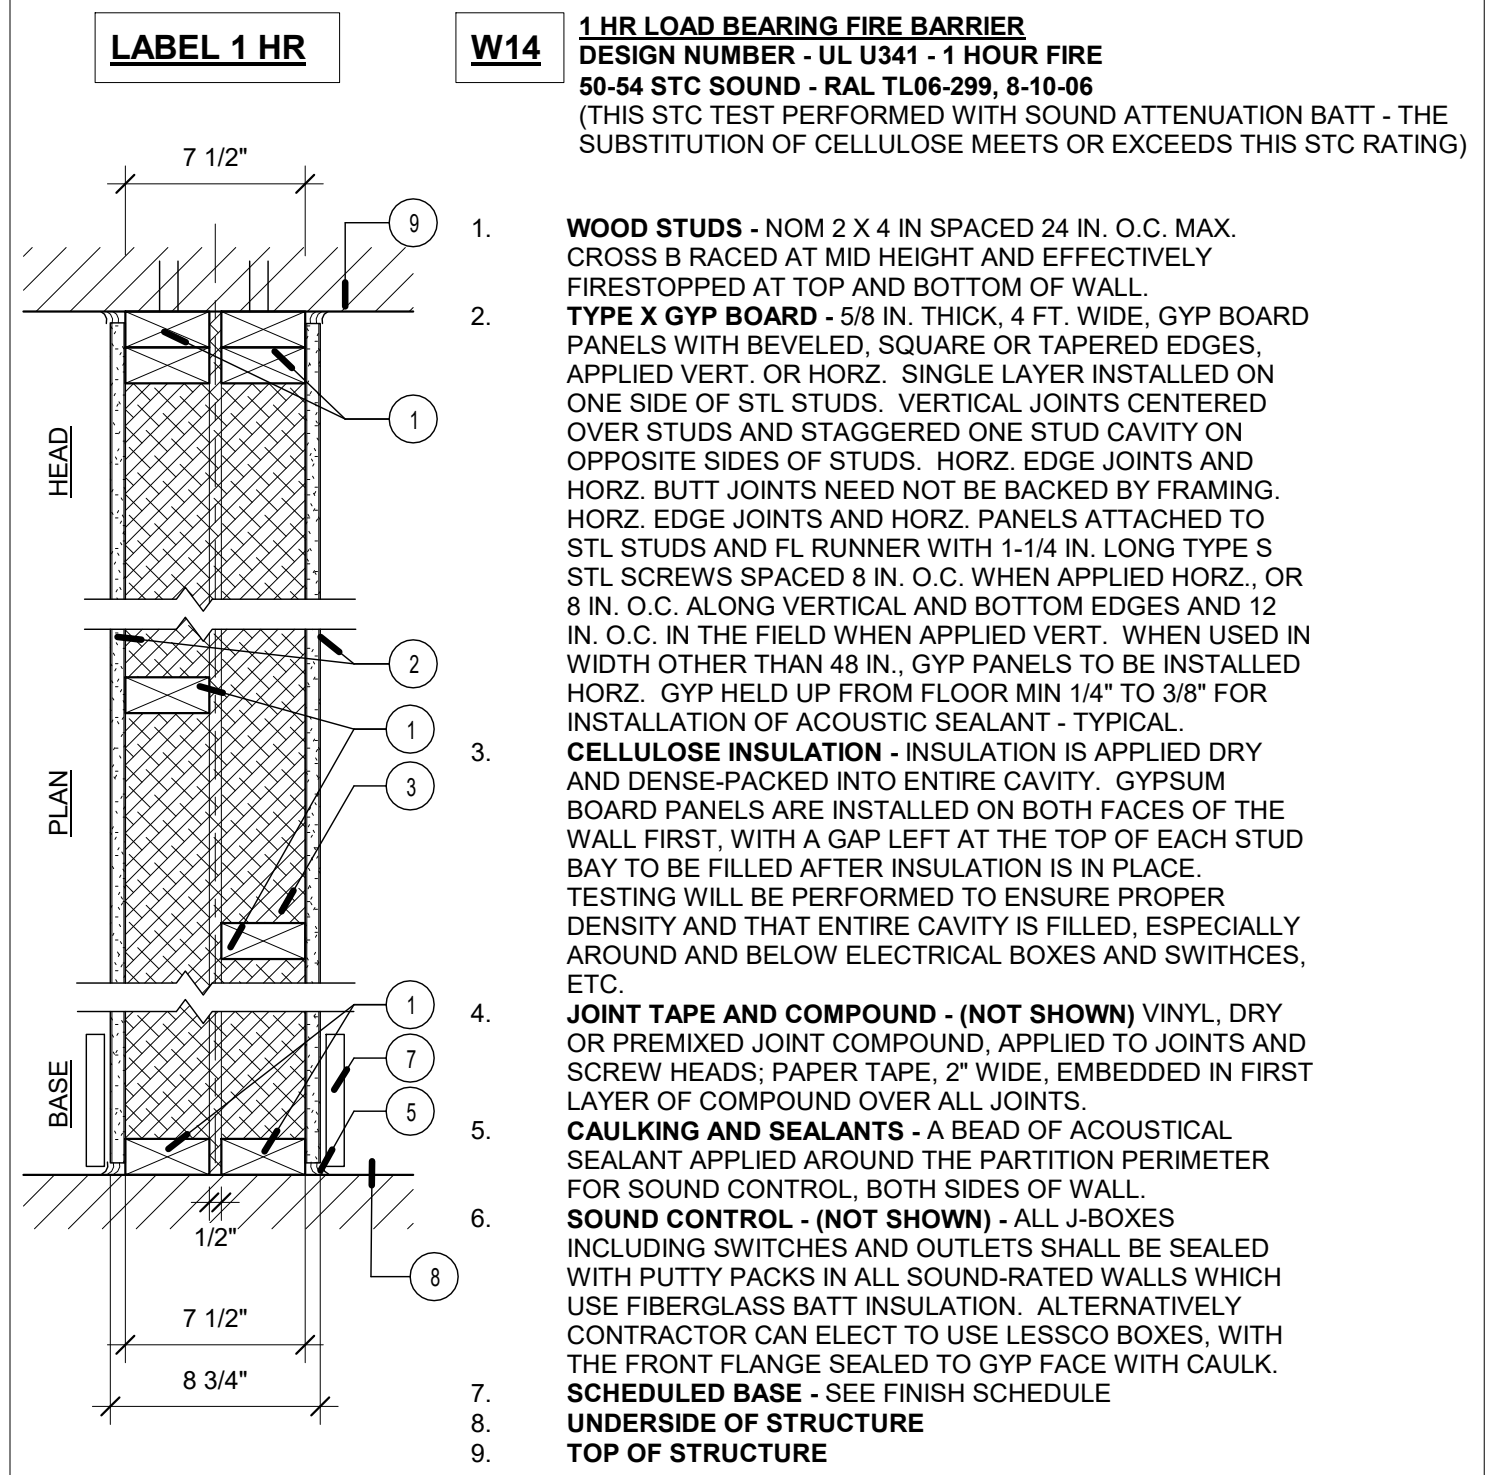 LABEL 1 HR
W14
1 HR LOAD BEARING FIRE BARRIER
DESIGN NUMBER - UL U341 - 1 HOUR FIRE
50-54 STC SOUND - RAL TL06-299, 8-10-06
(THIS STC TEST PERFORMED WITH SOUND ATTENUATION BATT - THE
SUBSTITUTION OF CELLULOSE MEETS OR EXCEEDS THIS STC RATING)
7 1/2"
9
1
HEAD
2
1
3
PLAN
1
7
5
BASE
1/2"
8
7 1/2"
8 3/4"
1. WOOD STUDS - NOM 2 X 4 IN SPACED 24 IN. O.C. MAX.
CROSS B RACED AT MID HEIGHT AND EFFECTIVELY
FIRESTOPPED AT TOP AND BOTTOM OF WALL.
2. TYPE X GYP BOARD - 5/8 IN. THICK, 4 FT. WIDE, GYP BOARD
PANELS WITH BEVELED, SQUARE OR TAPERED EDGES,
APPLIED VERT. OR HORZ. SINGLE LAYER INSTALLED ON
ONE SIDE OF STL STUDS. VERTICAL JOINTS CENTERED
OVER STUDS AND STAGGERED ONE STUD CAVITY ON
OPPOSITE SIDES OF STUDS. HORZ. EDGE JOINTS AND
HORZ. BUTT JOINTS NEED NOT BE BACKED BY FRAMING.
HORZ. EDGE JOINTS AND HORZ. PANELS ATTACHED TO
STL STUDS AND FL RUNNER WITH 1-1/4 IN. LONG TYPE S
STL SCREWS SPACED 8 IN. O.C. WHEN APPLIED HORZ., OR
8 IN. O.C. ALONG VERTICAL AND BOTTOM EDGES AND 12
IN. O.C. IN THE FIELD WHEN APPLIED VERT. WHEN USED IN
WIDTH OTHER THAN 48 IN., GYP PANELS TO BE INSTALLED
HORZ. GYP HELD UP FROM FLOOR MIN 1/4" TO 3/8" FOR
INSTALLATION OF ACOUSTIC SEALANT - TYPICAL.
3. CELLULOSE INSULATION - INSULATION IS APPLIED DRY
AND DENSE-PACKED INTO ENTIRE CAVITY. GYPSUM
BOARD PANELS ARE INSTALLED ON BOTH FACES OF THE
WALL FIRST, WITH A GAP LEFT AT THE TOP OF EACH STUD
BAY TO BE FILLED AFTER INSULATION IS IN PLACE.
TESTING WILL BE PERFORMED TO ENSURE PROPER
DENSITY AND THAT ENTIRE CAVITY IS FILLED, ESPECIALLY
AROUND AND BELOW ELECTRICAL BOXES AND SWITHCES,
ETC.
4. JOINT TAPE AND COMPOUND - (NOT SHOWN) VINYL, DRY
OR PREMIXED JOINT COMPOUND, APPLIED TO JOINTS AND
SCREW HEADS; PAPER TAPE, 2" WIDE, EMBEDDED IN FIRST
LAYER OF COMPOUND OVER ALL JOINTS.
5. CAULKING AND SEALANTS - A BEAD OF ACOUSTICAL
SEALANT APPLIED AROUND THE PARTITION PERIMETER
FOR SOUND CONTROL, BOTH SIDES OF WALL.
6. SOUND CONTROL - (NOT SHOWN) - ALL J-BOXES
INCLUDING SWITCHES AND OUTLETS SHALL BE SEALED
WITH PUTTY PACKS IN ALL SOUND-RATED WALLS WHICH
USE FIBERGLASS BATT INSULATION. ALTERNATIVELY
CONTRACTOR CAN ELECT TO USE LESSCO BOXES, WITH
THE FRONT FLANGE SEALED TO GYP FACE WITH CAULK.
7. SCHEDULED BASE - SEE FINISH SCHEDULE
8. UNDERSIDE OF STRUCTURE
9. TOP OF STRUCTURE